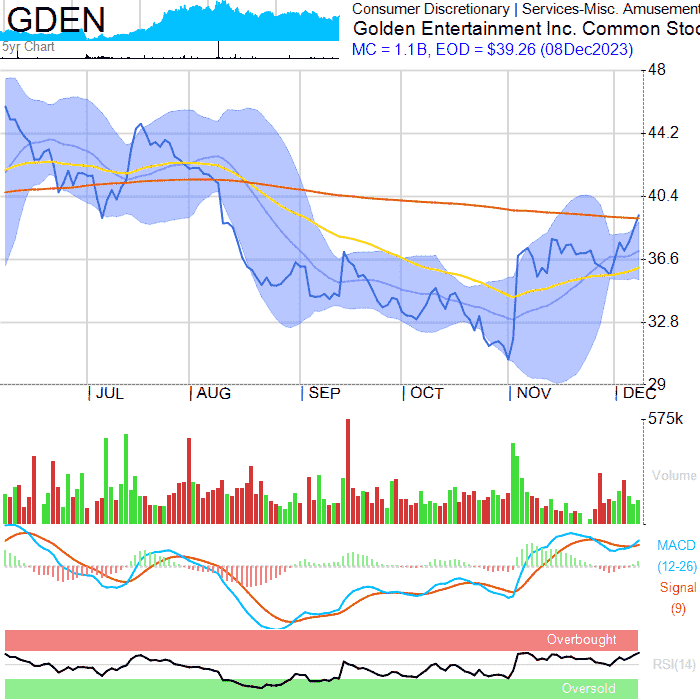 GDEN
5yr Chart
Consumer Discretionary | Services-Misc. Amusement
Golden Entertainment Inc. Common Stoc
MC = 1.1B, EOD = $39.26 (08Dec2023)
48
44.2
40.4
36.6
32.8
29
JUL
AUG
SEP
OCT
NOV
DEC
575k
Volume
MACD
(12-26)
Signal
(9)
Overbought
RSI(14)
Oversold